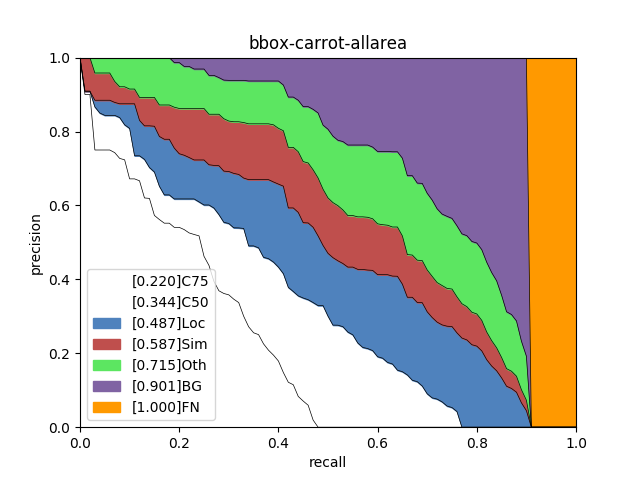 bbox-carrot-allarea
precision
1.0
0.8
0.6
0.4
0.2
0.0
[0.220]C75
[0.344]C50
[0.487]Loc
[0.587]Sim
[0.715]Oth
[0.901]BG
[1.000]FN
0.0 0.2 0.4 0.6 0.8 1.0
recall